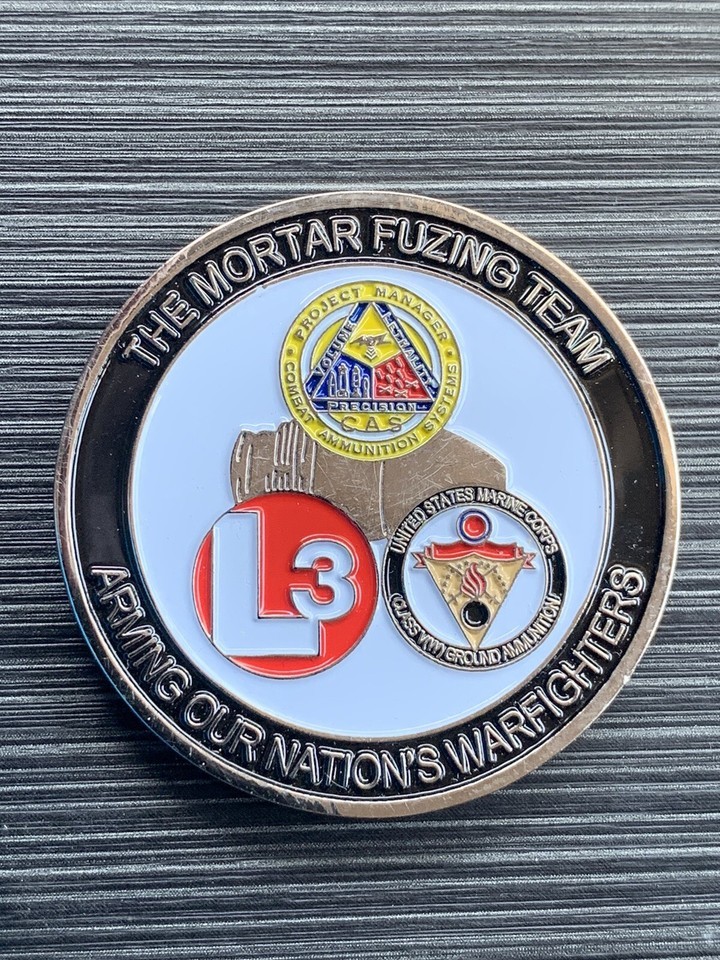 THE MORTAR FUZING TEAM
PROJECT MANAGER
VOLUME
LETHALITY
PRECISION
CAS
COMBAT AMMUNITION SYSTEMS
L3
UNITED STATES MARINE CORPS
(CLASS V(W) GROUND AMMUNITION)
ARMING OUR NATION'S WARFIGHTERS